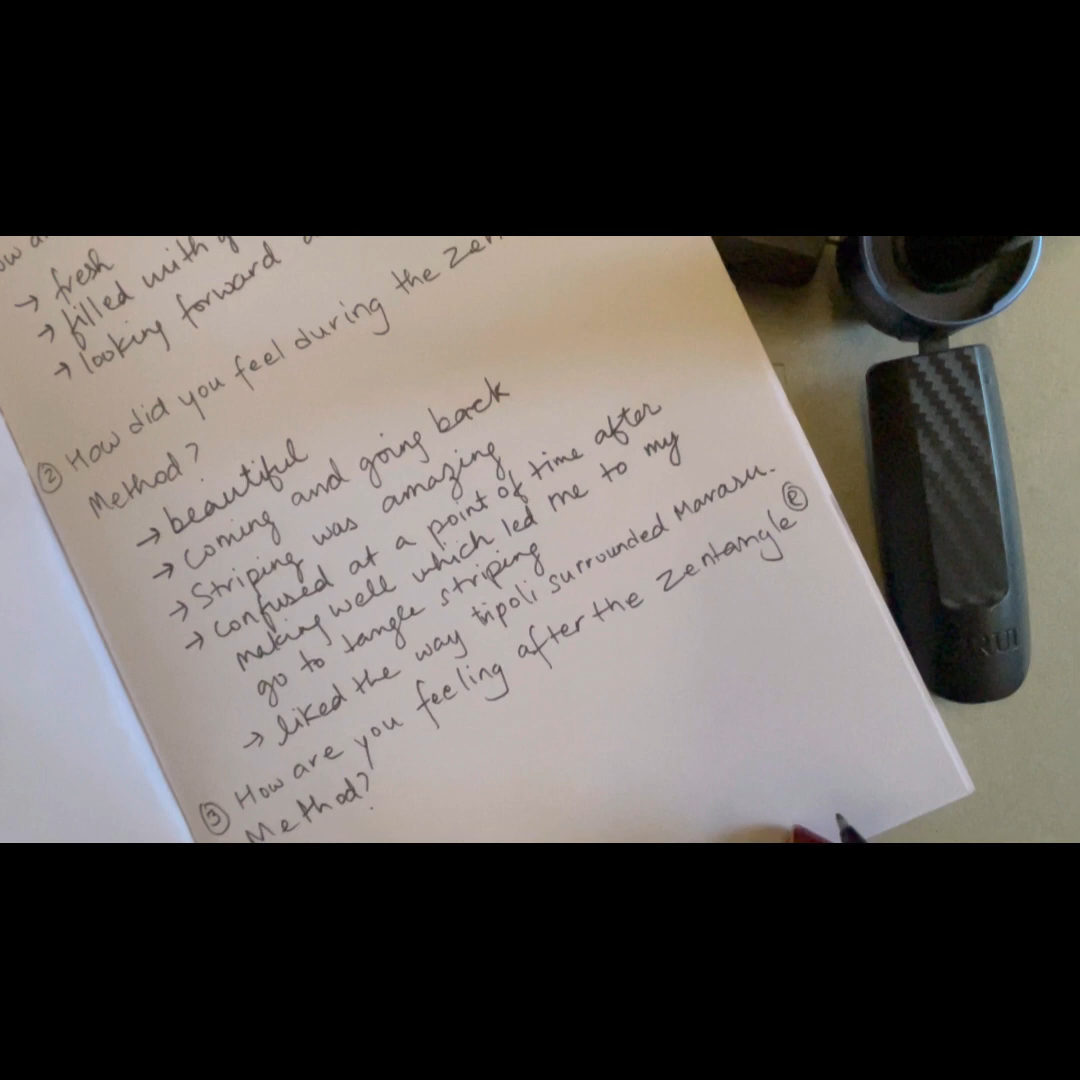 → fresh
→ filled with
→ looking forward
② How did you feel during the
Method?
→ beautiful
→ Coming and going back
→ Striping was amazing
→ confused at a point of time after
making well which led me to my
go to tangle striping
→ liked the way tripoli surrounded Marasu.
③ How are you feeling after the Zentangle®
Method?